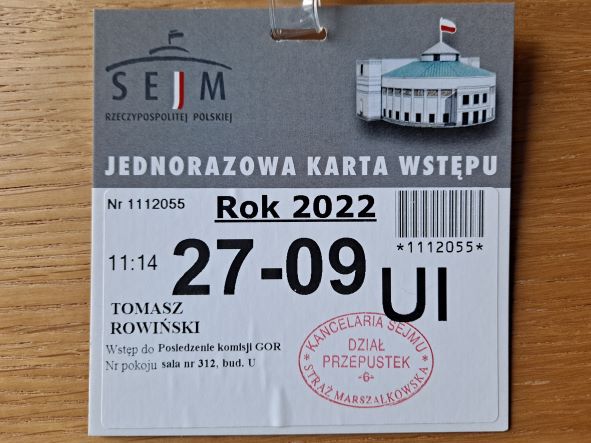 SEJM
RZECZYPOSPOLITEJ POLSKIEJ
JEDNORAZOWA KARTA WSTĘPU
Nr 1112055
Rok 2022
*1112055*
11:14
27-09
UI
TOMASZ
ROWIŃSKI
Wstęp do Posiedzenie komisji GOR
Nr pokoju sala nr 312, bud. U
KANCELARIA SEJMU
DZIAŁ
PRZEPUSTEK
-6-
STRAŻ MARSZAŁKOWSKA